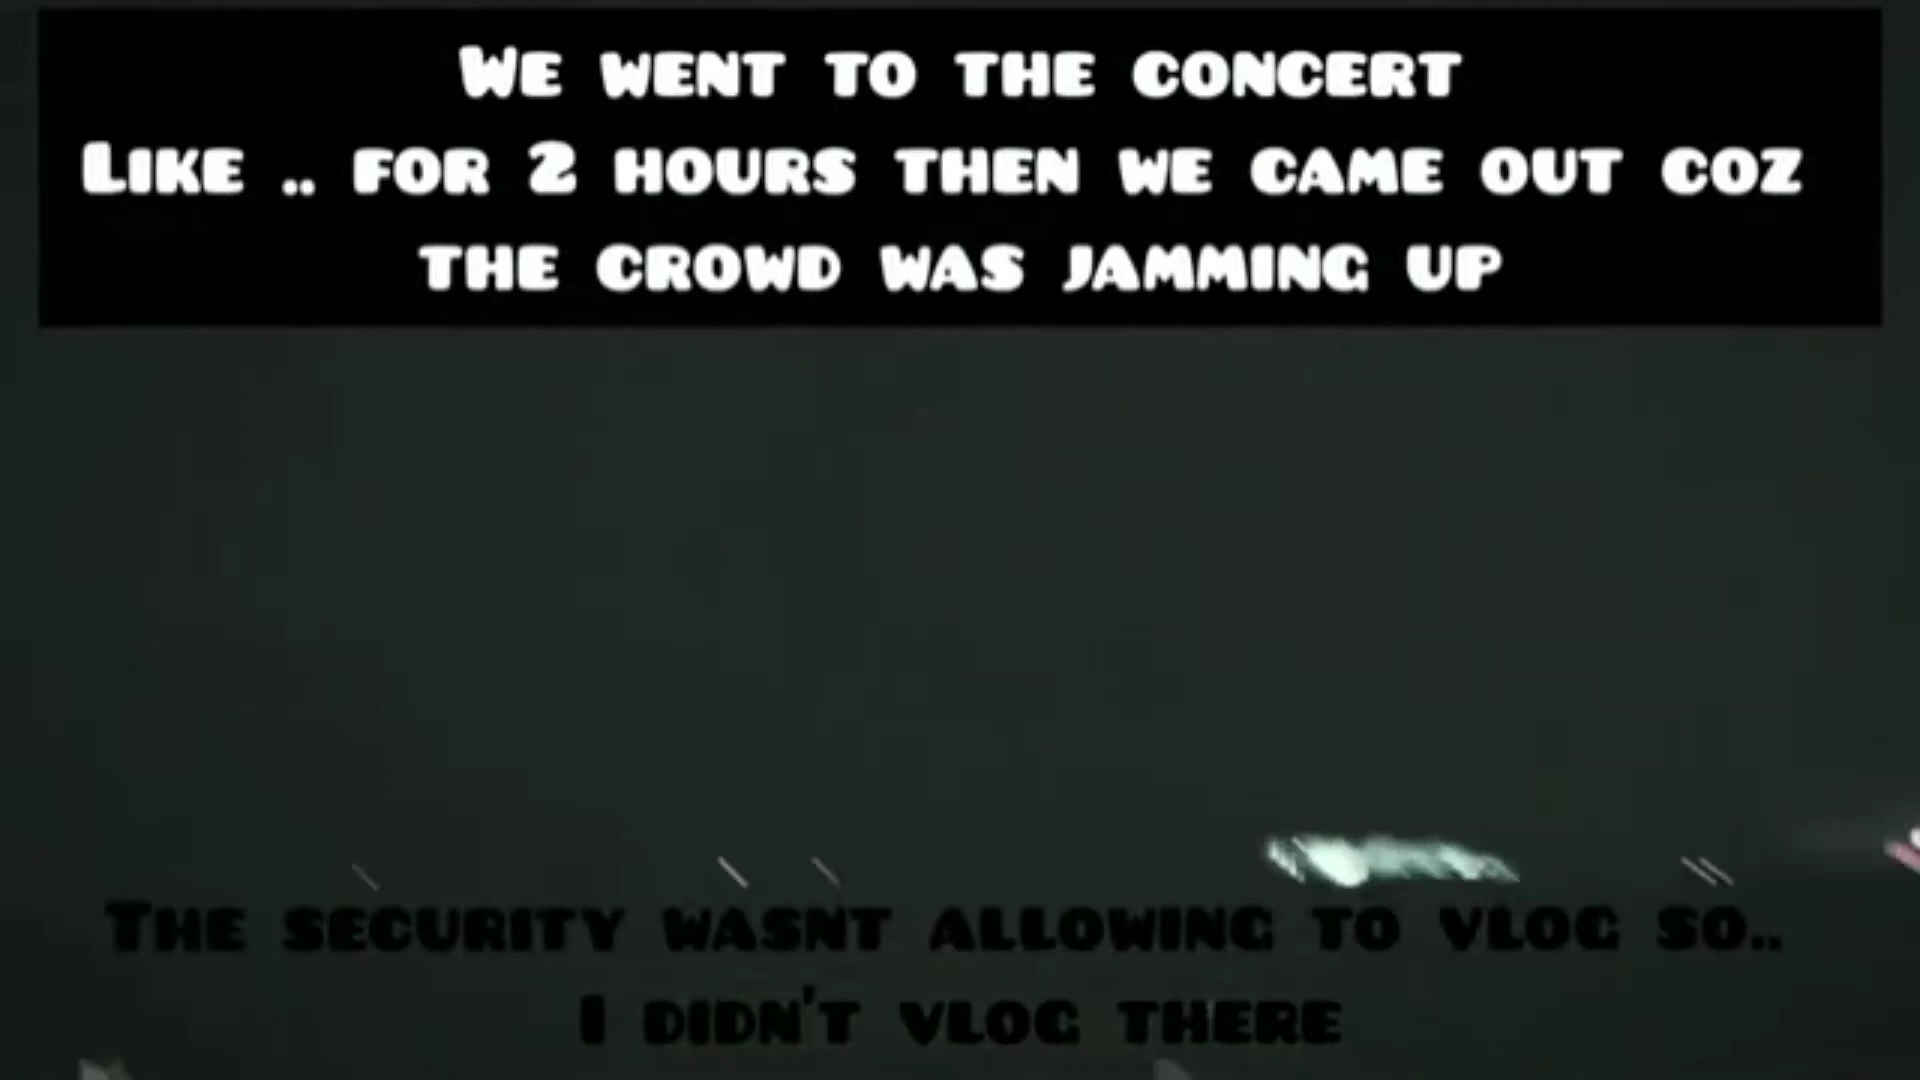 We went to the concert
Like .. for 2 hours then we came out coz
the crowd was jamming up
The security wasnt allowing to vlog so..
I didn't vlog there